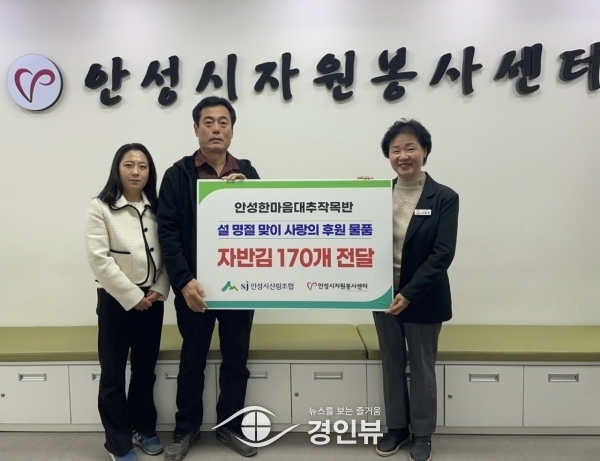 안성시자원봉사센터
안성한마음대추작목반
설 명절 맞이 사랑의 후원 물품
자반김 170개 전달
sj 안성시산림조합 안성시자원봉사센터
뉴스를 보는 즐거움
경인뷰